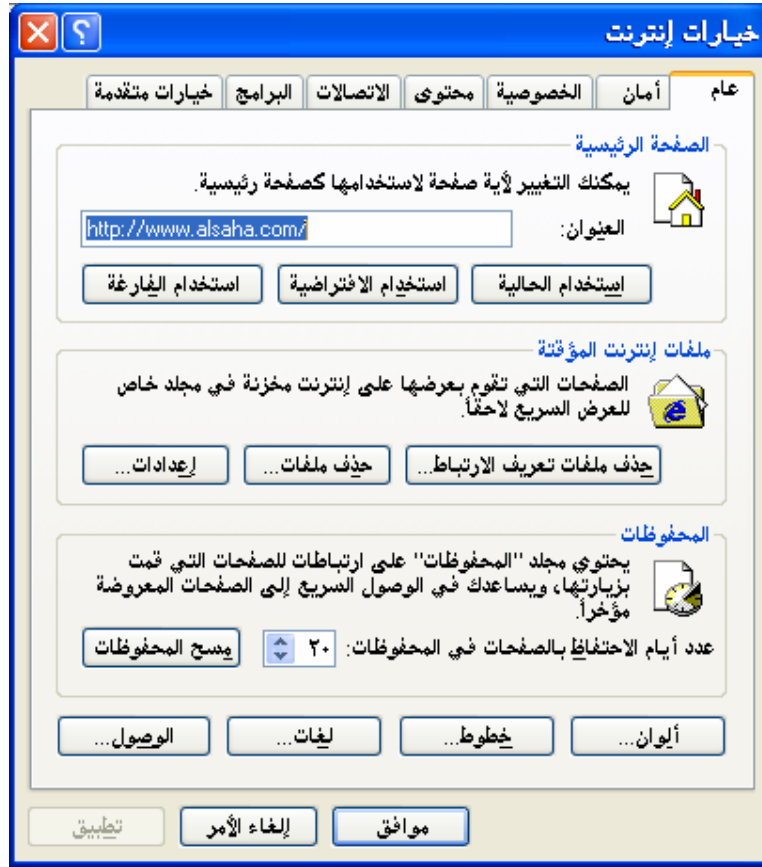 خيارات إنترنت
عام
أمان
الخصوصية
محتوى
الاتصالات
البرامج
خيارات متقدمة
الصفحة الرئيسية
يمكنك التغيير لأية صفحة لاستخدامها كصفحة رئيسية.
العنوان:
http://www.alsaha.com/
استخدام الحالية
استخدام الافتراضية
استخدام الفارغة
ملفات إنترنت المؤقتة
الصفحات التي تقوم بعرضها على إنترنت مخزنة في مجلد خاص
للعرض السريع لاحقاً.
حذف ملفات تعريف الارتباط...
حذف ملفات...
إعدادات...
المحفوظات
يحتوي مجلد "المحفوظات" على ارتباطات للصفحات التي قمت
بزيارتها، ويساعدك في الوصول السريع إلى الصفحات المعروضة
مؤخراً.
عدد أيام الاحتفاظ بالصفحات في المحفوظات: ٢٠
مسح المحفوظات
ألوان...
خطوط...
لغات...
الوصول...
موافق
إلغاء الأمر
تطبيق